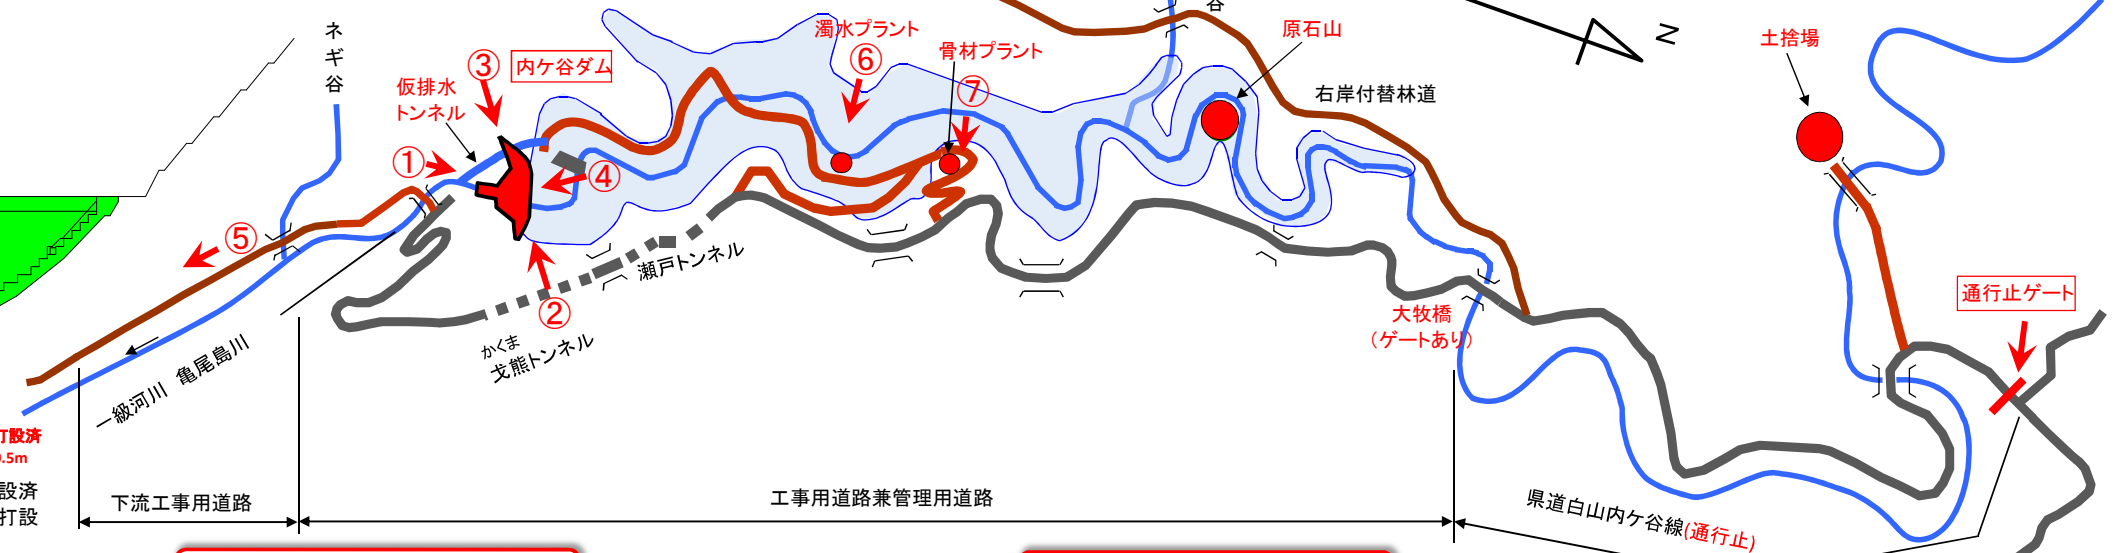 ネギ谷
谷
③
内ケ谷ダム
濁水プラント
⑥
骨材プラント
⑦
原石山
N
土捨場
仮排水
トンネル
右岸付替林道
①
④
⑤
瀬戸トンネル
②
かくま
戈熊トンネル
大牧橋
(ゲートあり)
通行止ゲート
一級河川 亀尾島川
打設済
0.5m
設済
打設
下流工事用道路
工事用道路兼管理用道路
県道白山内ケ谷線(通行止)